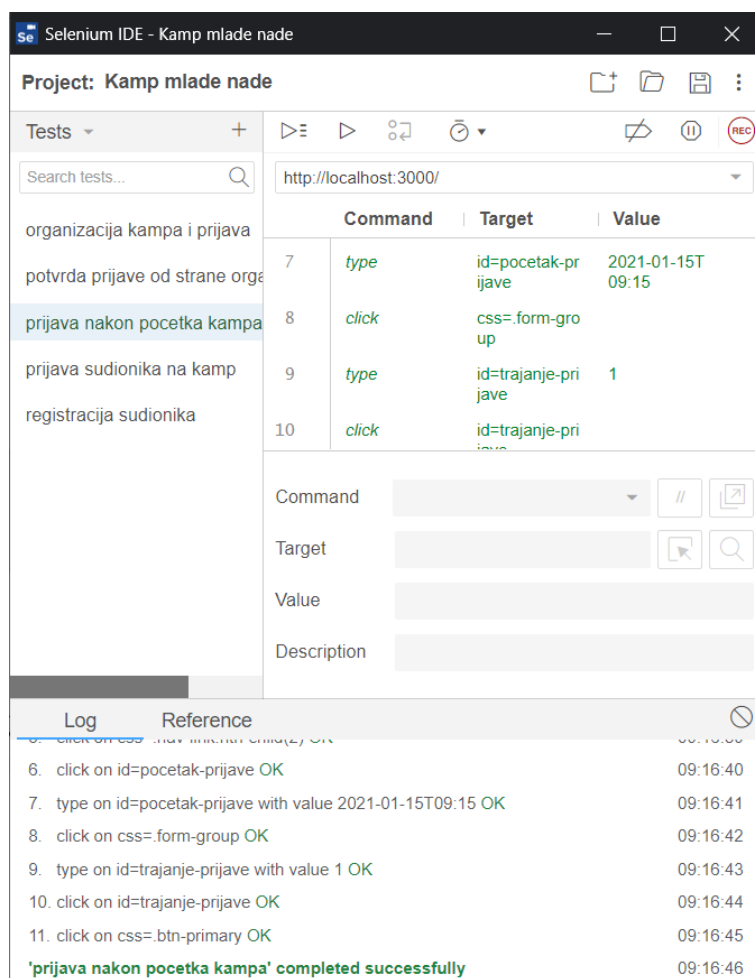 Se Selenium IDE - Kamp mlade nade
Project: Kamp mlade nade
Tests
REC
Search tests...
http://localhost:3000/
Command Target Value
organizacija kampa i prijava
potvrda prijave od strane orga
prijava nakon pocetka kampa
prijava sudionika na kamp
registracija sudionika
7 type id=pocetak-pr 2021-01-15T
ijave 09:15
8 click css=.form-gro
up
9 type id=trajanje-pri 1
jave
10 click id=trajanje-pri
Command //
Target
Value
Description
Log Reference
6. click on id=pocetak-prijave OK 09:16:40
7. type on id=pocetak-prijave with value 2021-01-15T09:15 OK 09:16:41
8. click on css=.form-group OK 09:16:42
9. type on id=trajanje-prijave with value 1 OK 09:16:43
10. click on id=trajanje-prijave OK 09:16:44
11. click on css=.btn-primary OK 09:16:45
'prijava nakon pocetka kampa' completed successfully 09:16:46